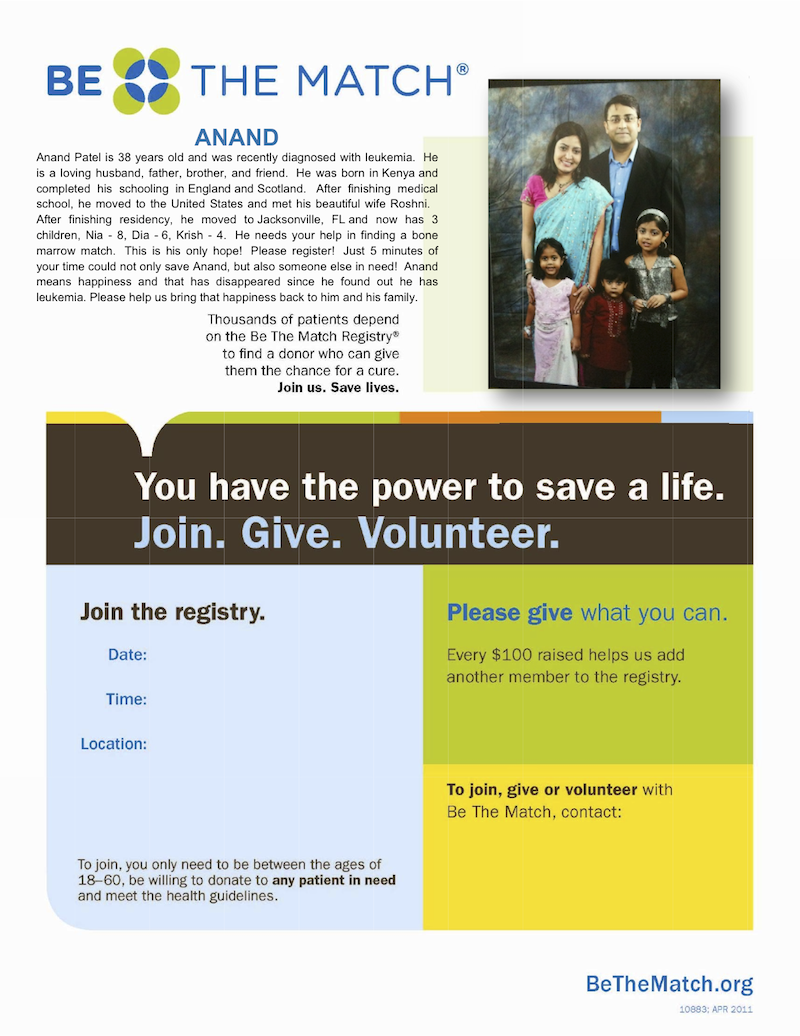 BE THE MATCH®
ANAND
Anand Patel is 38 years old and was recently diagnosed with leukemia. He
is a loving husband, father, brother, and friend. He was born in Kenya and
completed his schooling in England and Scotland. After finishing medical
school, he moved to the United States and met his beautiful wife Roshni.
After finishing residency, he moved to Jacksonville, FL and now has 3
children, Nia - 8, Dia - 6, Krish - 4. He needs your help in finding a bone
marrow match. This is his only hope! Please register! Just 5 minutes of
your time could not only save Anand, but also someone else in need! Anand
means happiness and that has disappeared since he found out he has
leukemia. Please help us bring that happiness back to him and his family.
Thousands of patients depend
on the Be The Match Registry®
to find a donor who can give
them the chance for a cure.
Join us. Save lives.
You have the power to save a life.
Join. Give. Volunteer.
Join the registry.
Date:
Time:
Location:
To join, you only need to be between the ages of
18–60, be willing to donate to any patient in need
and meet the health guidelines.
Please give what you can.
Every $100 raised helps us add
another member to the registry.
To join, give or volunteer with
Be The Match, contact:
BeTheMatch.org
10883; APR 2011